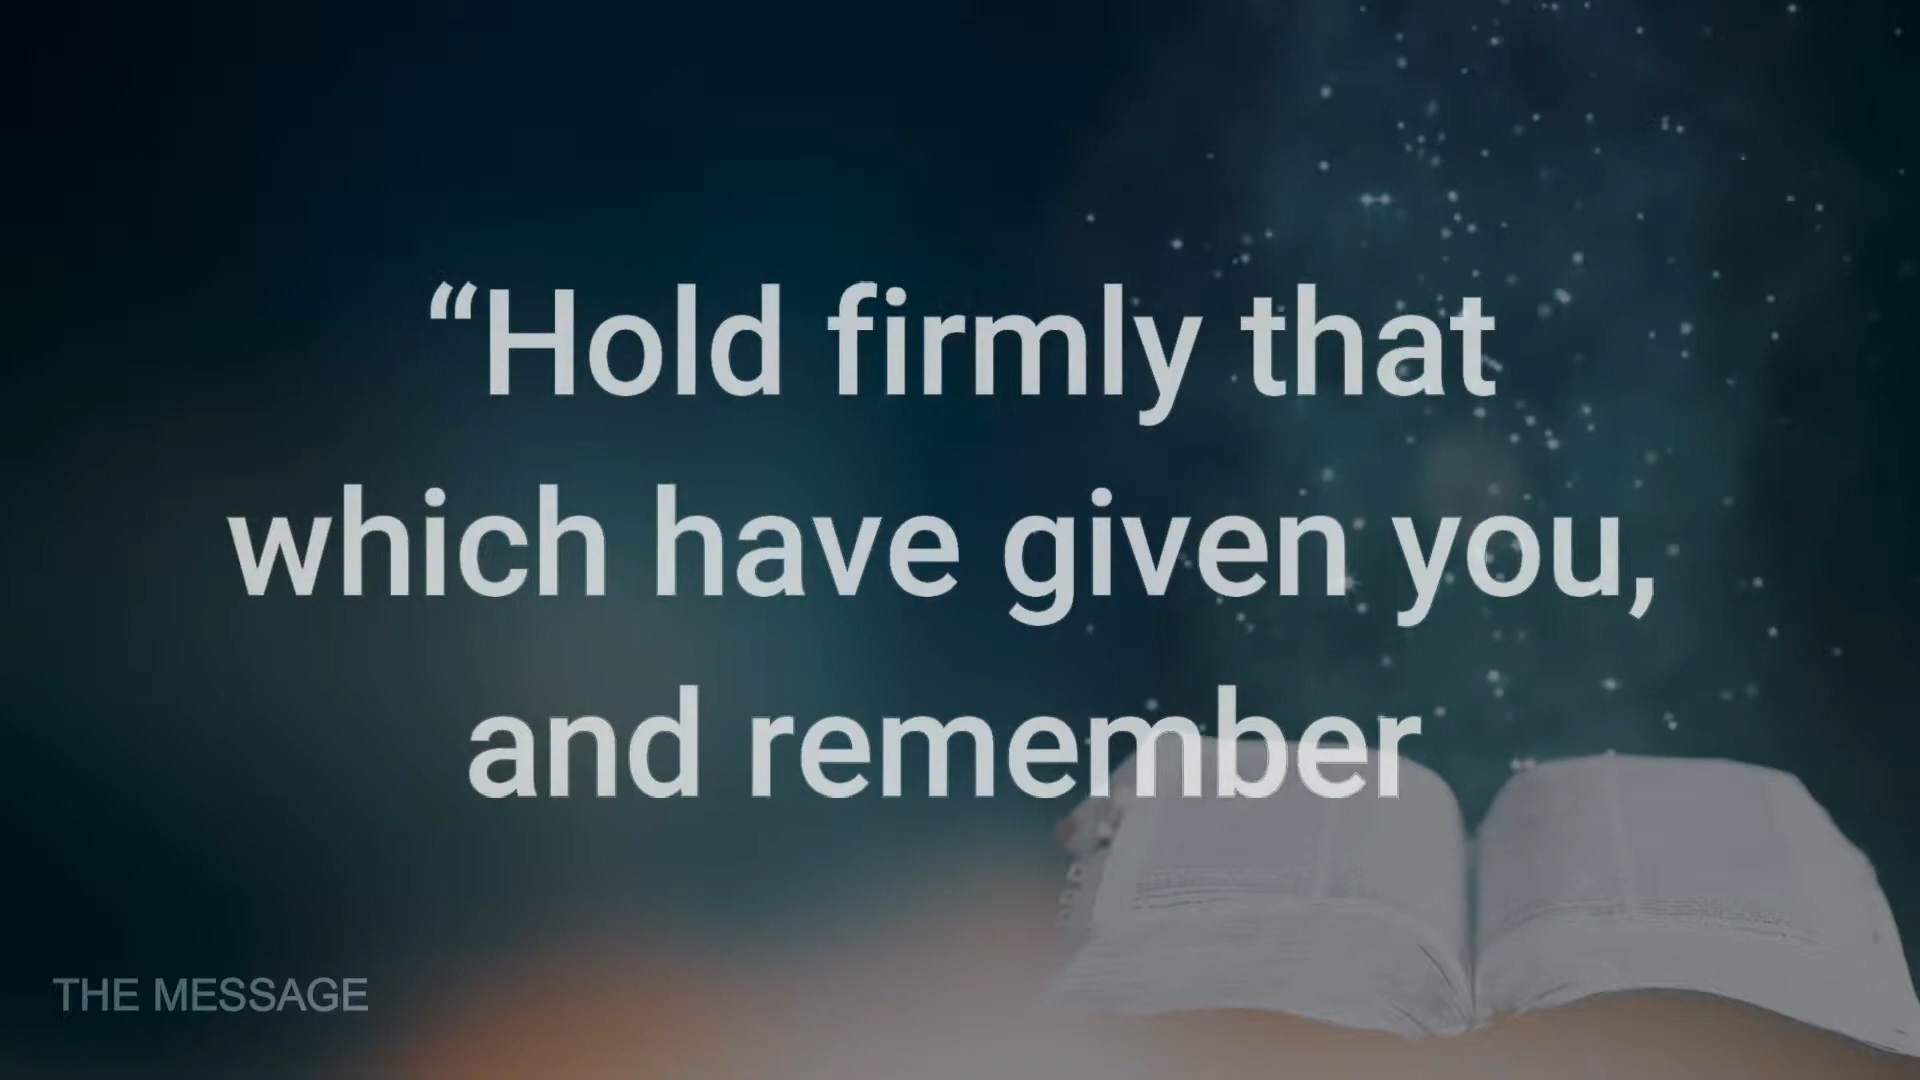 “Hold firmly that
which have given you,
and remember
THE MESSAGE